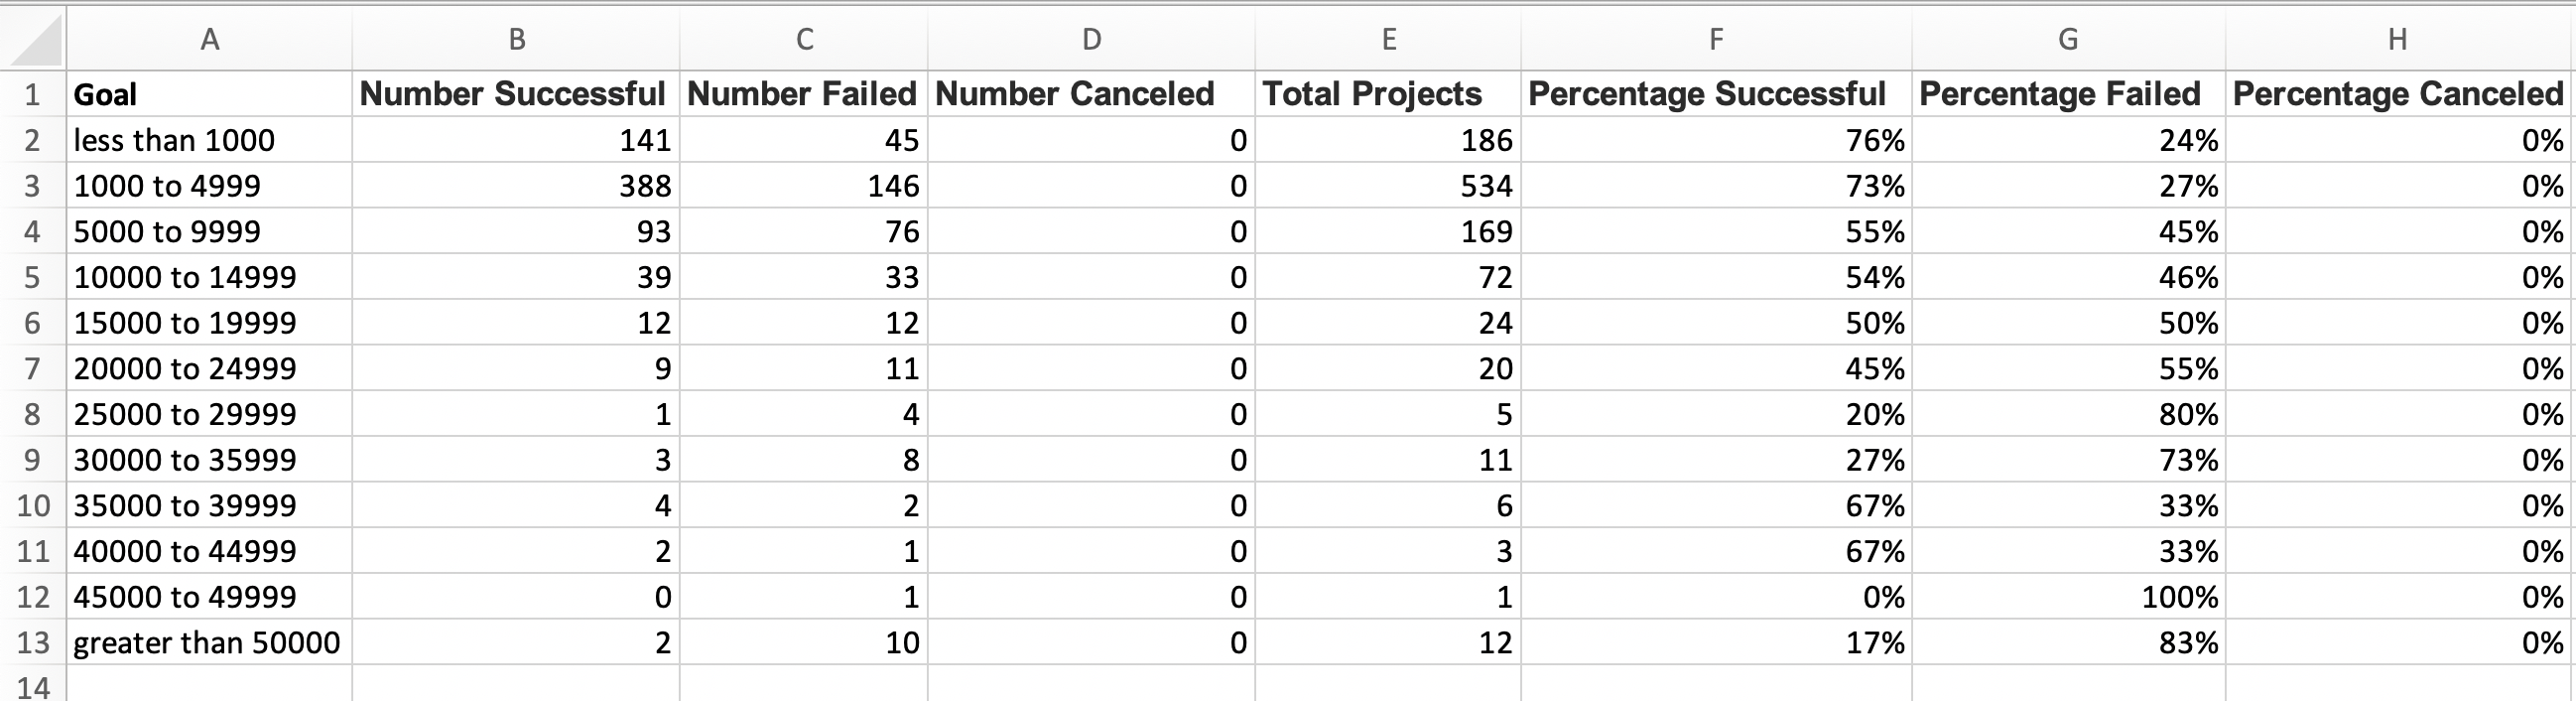 A B C D E F G H
1 Goal Number Successful Number Failed Number Canceled Total Projects Percentage Successful Percentage Failed Percentage Canceled
2 less than 1000 141 45 0 186 76% 24% 0%
3 1000 to 4999 388 146 0 534 73% 27% 0%
4 5000 to 9999 93 76 0 169 55% 45% 0%
5 10000 to 14999 39 33 0 72 54% 46% 0%
6 15000 to 19999 12 12 0 24 50% 50% 0%
7 20000 to 24999 9 11 0 20 45% 55% 0%
8 25000 to 29999 1 4 0 5 20% 80% 0%
9 30000 to 35999 3 8 0 11 27% 73% 0%
10 35000 to 39999 4 2 0 6 67% 33% 0%
11 40000 to 44999 2 1 0 3 67% 33% 0%
12 45000 to 49999 0 1 0 1 0% 100% 0%
13 greater than 50000 2 10 0 12 17% 83% 0%
14